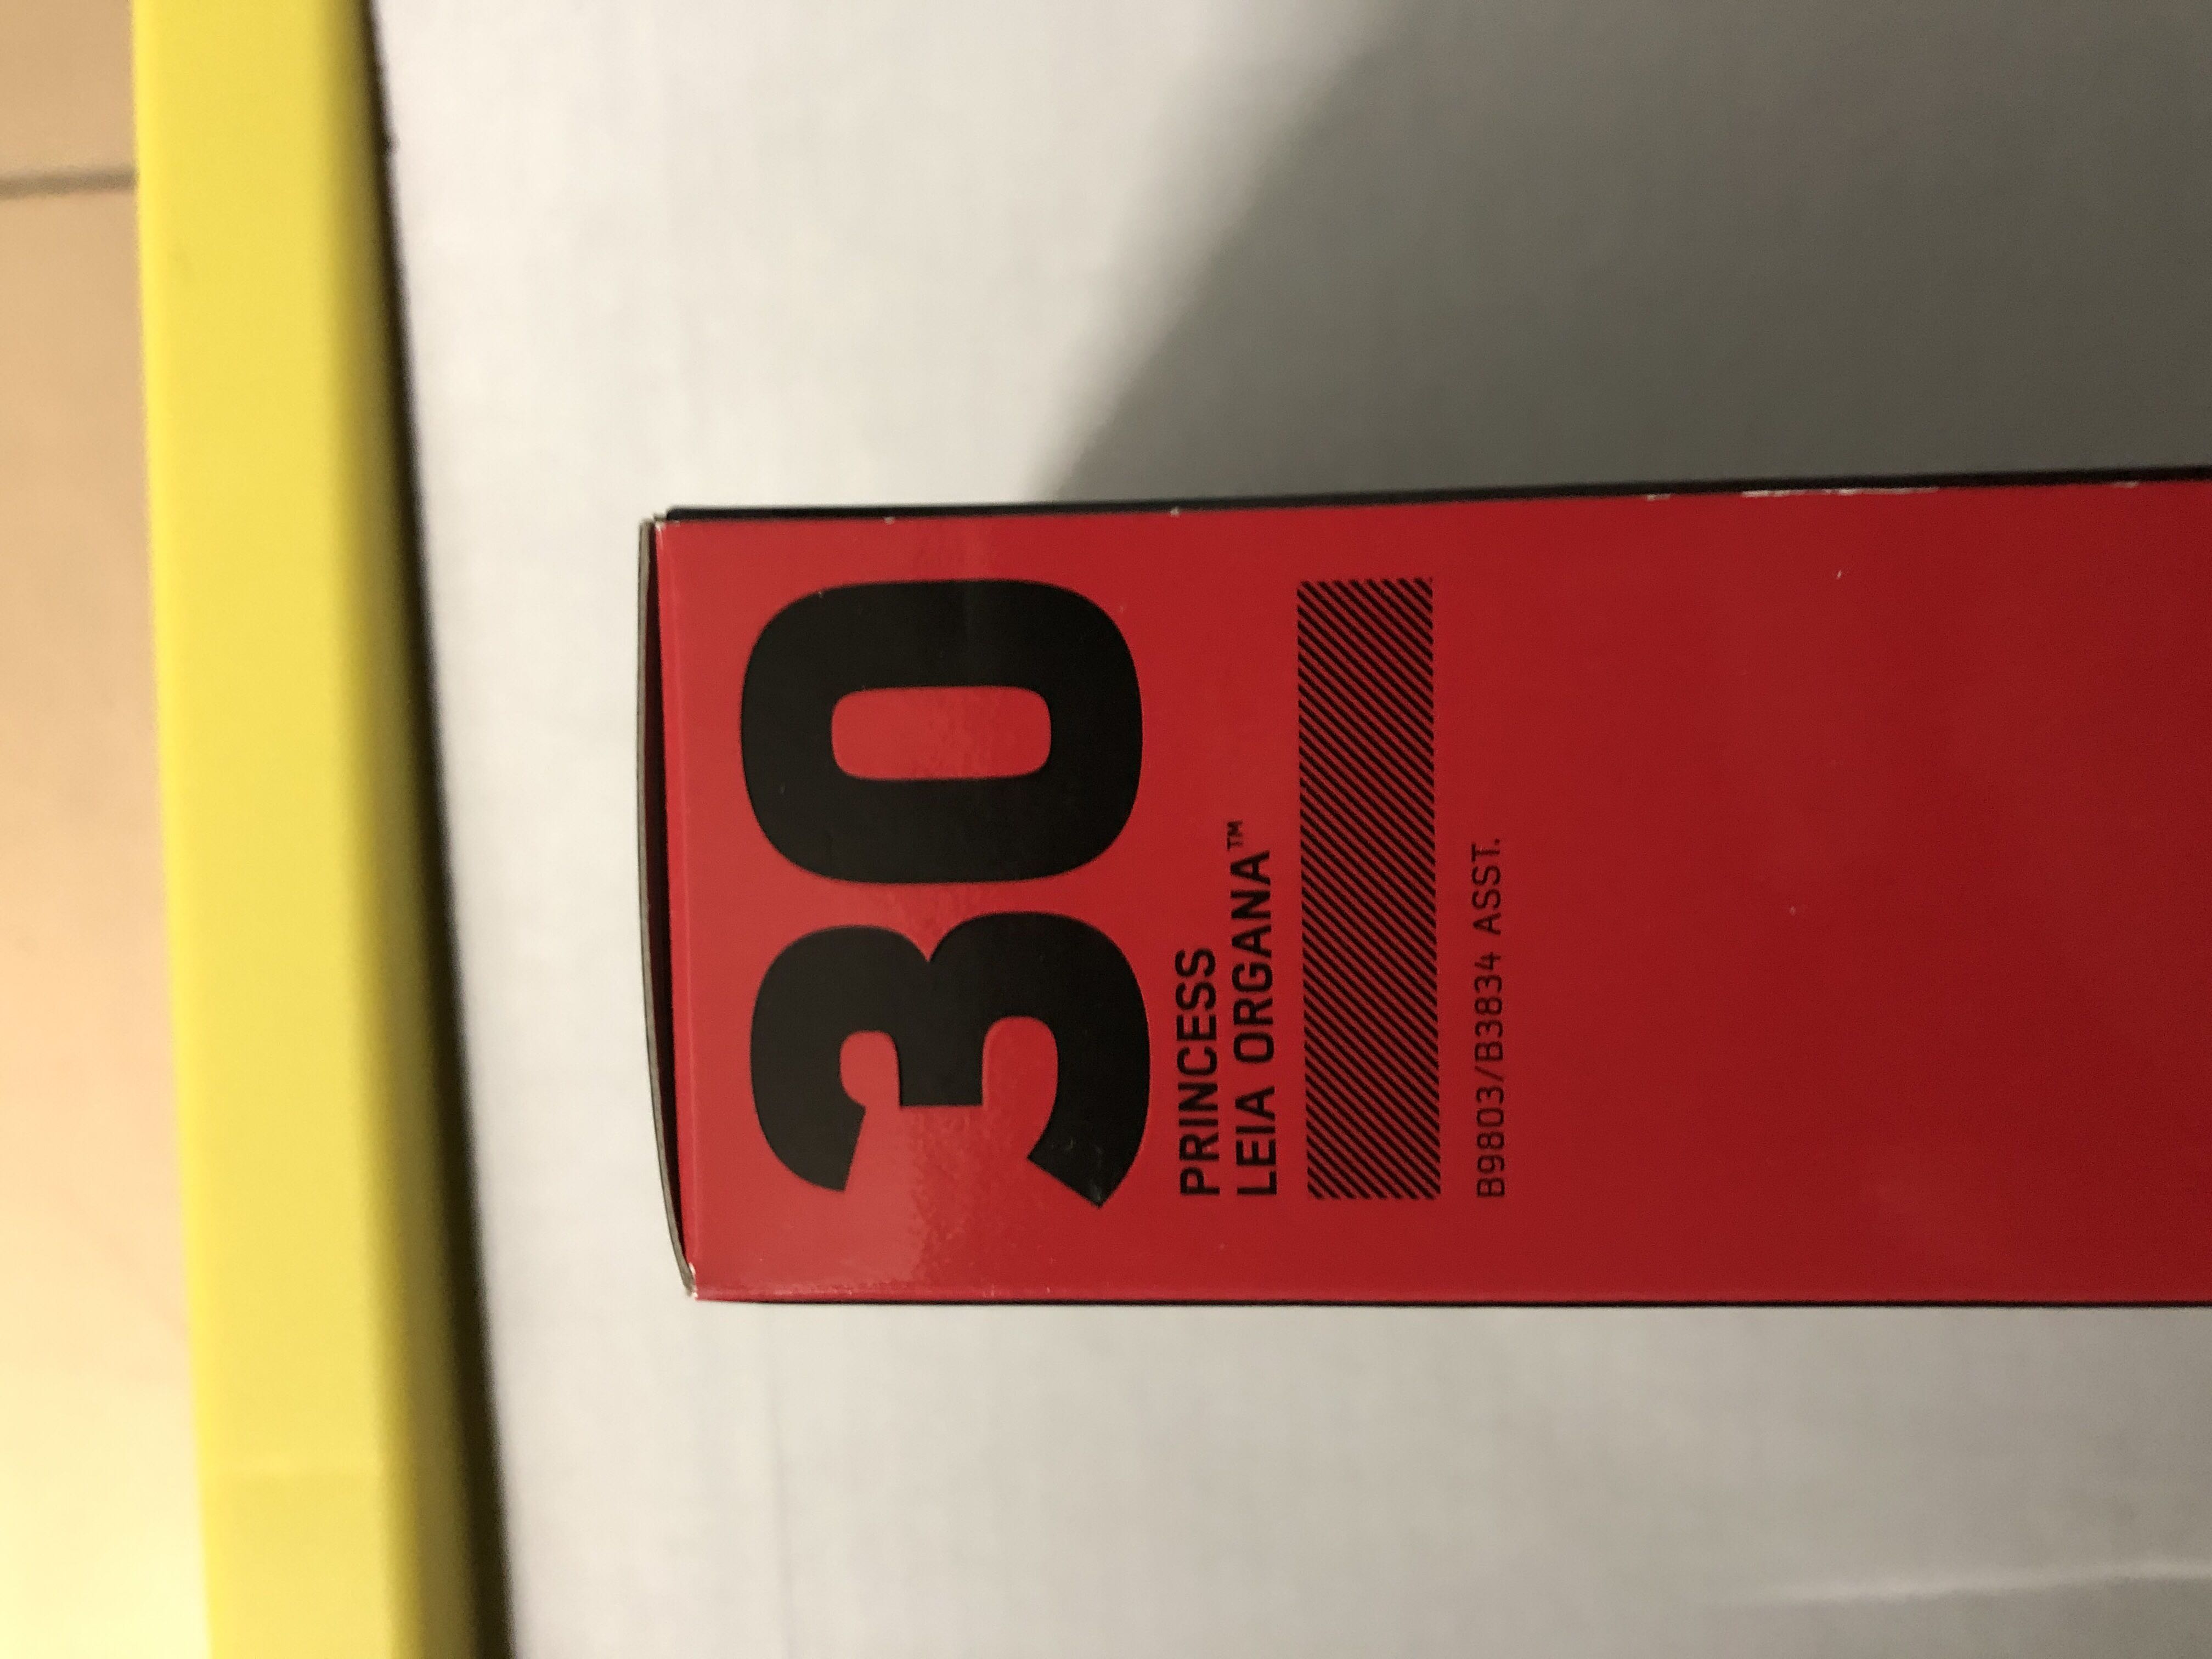 30
PRINCESS
LEIA ORGANA™
B9803/B3834 ASST.